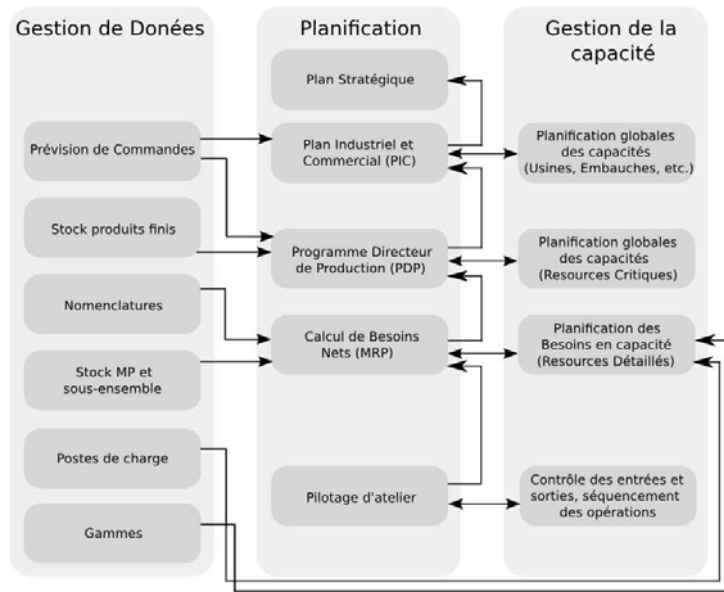 Gestion de Donées
Prévision de Commandes
Stock produits finis
Nomenclatures
Stock MP et
sous-ensemble
Postes de charge
Gammes
Planification
Plan Stratégique
Plan Industriel et
Commercial (PIC)
Programme Directeur
de Production (PDP)
Calcul de Besoins
Nets (MRP)
Pilotage d'atelier
Gestion de la
capacité
Planification globales
des capacités
(Usines, Embauches, etc.)
Planification globales
des capacités
(Resources Critiques)
Planification des
Besoins en capacité
(Resources Détaillés)
Contrôle des entrées et
sorties, séquencement
des opérations